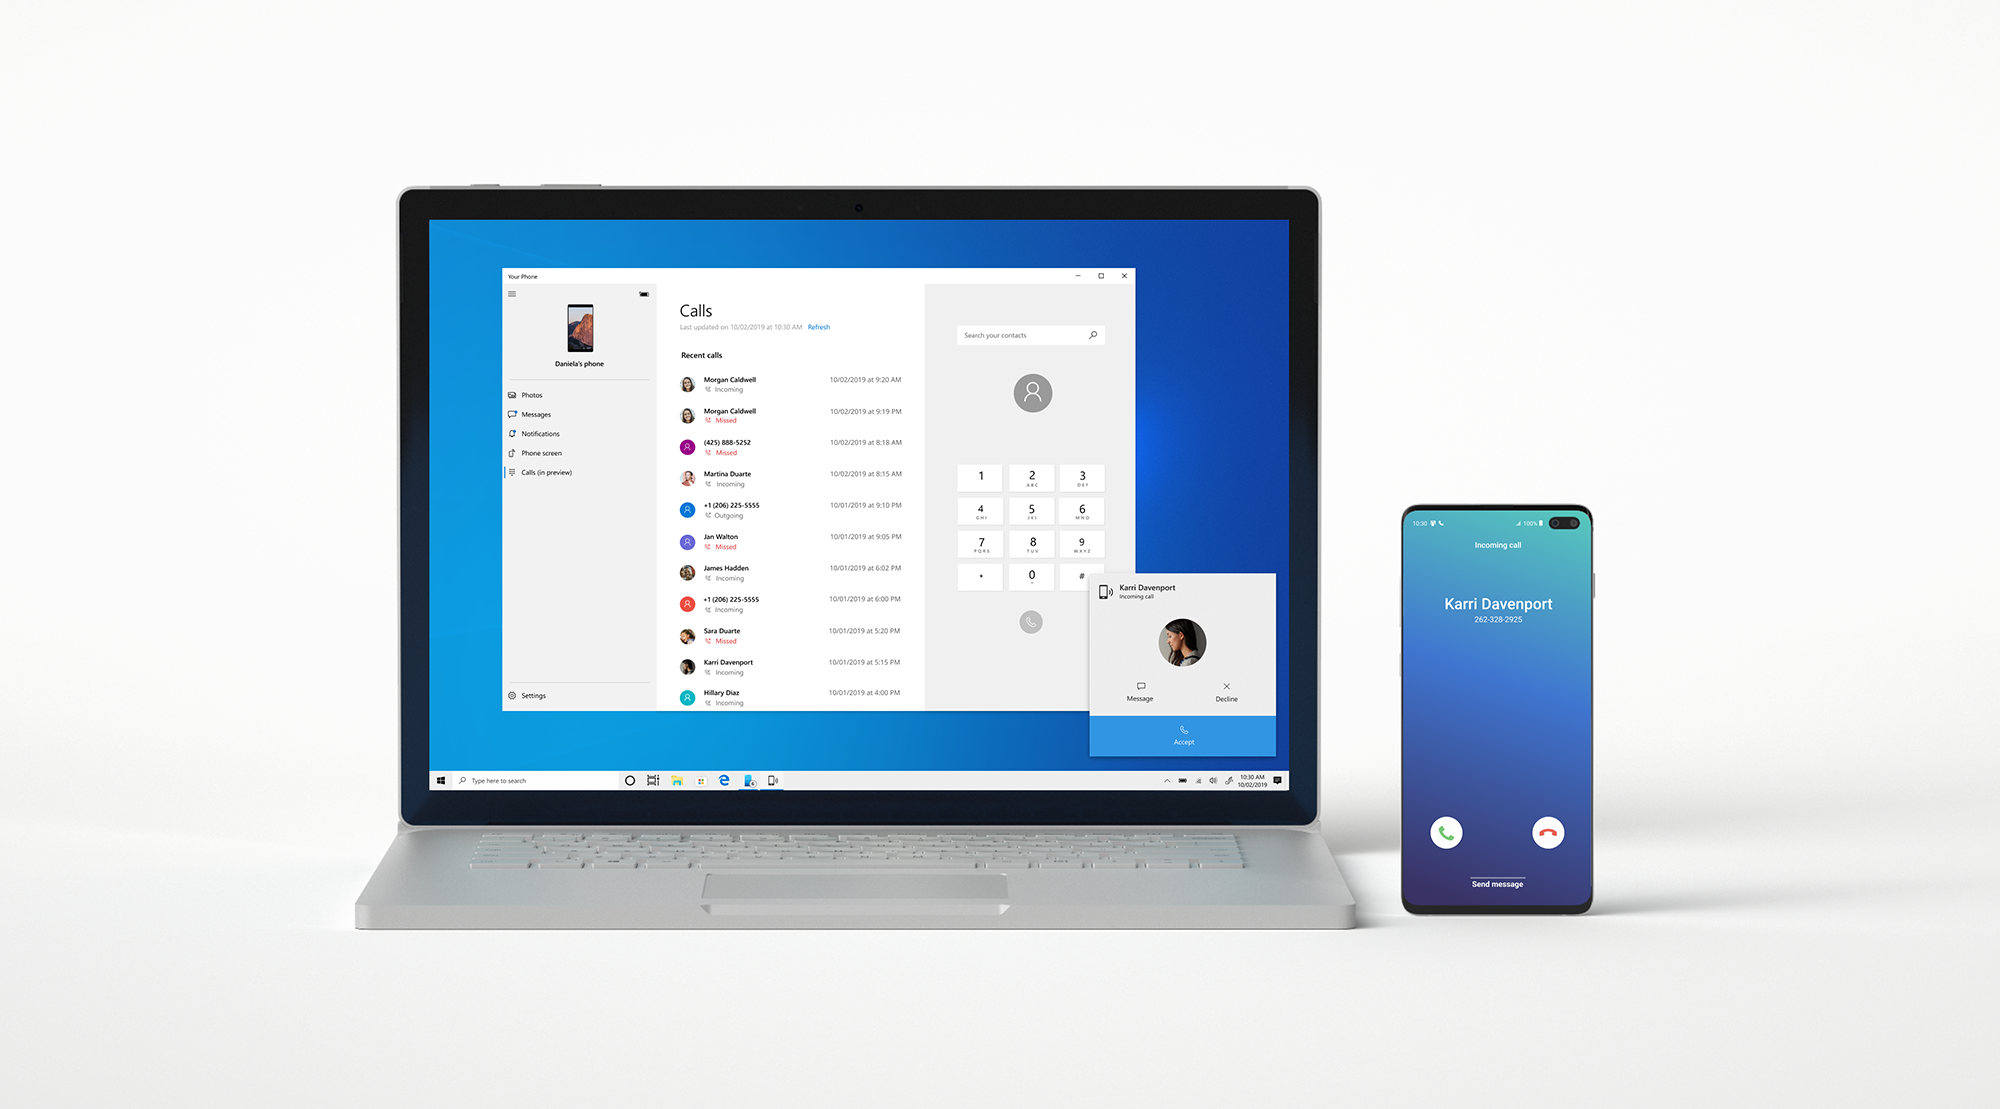 Your Phone
Daniela's phone
Photos
Messages
Notifications
Phone screen
Calls (in preview)
Settings
Calls
Last updated on 10/02/2019 at 10:30 AM Refresh
Recent calls
Morgan Caldwell 10/02/2019 at 9:20 AM
Incoming
Morgan Caldwell 10/02/2019 at 9:19 PM
Missed
(425) 888-5252 10/02/2019 at 8:18 AM
Missed
Martina Duarte 10/02/2019 at 8:15 AM
Incoming
+1 (206) 225-5555 10/01/2019 at 9:10 PM
Outgoing
Jan Walton 10/01/2019 at 9:05 PM
Missed
James Hadden 10/01/2019 at 6:02 PM
Incoming
+1 (206) 225-5555 10/01/2019 at 6:00 PM
Incoming
Sara Duarte 10/01/2019 at 5:20 PM
Missed
Karri Davenport 10/01/2019 at 5:15 PM
Incoming
Hillary Diaz 10/01/2019 at 4:00 PM
Incoming
Search your contacts
1 2 3
ABC DEF
4 5 6
GHI JKL MNO
7 8 9
PQRS TUV WXYZ
* 0 #
Karri Davenport
Incoming call
Message Decline
Accept
Type here to search
10:30 AM
10/02/2019
10:30 100%
Incoming call
Karri Davenport
262-328-2925
Send message